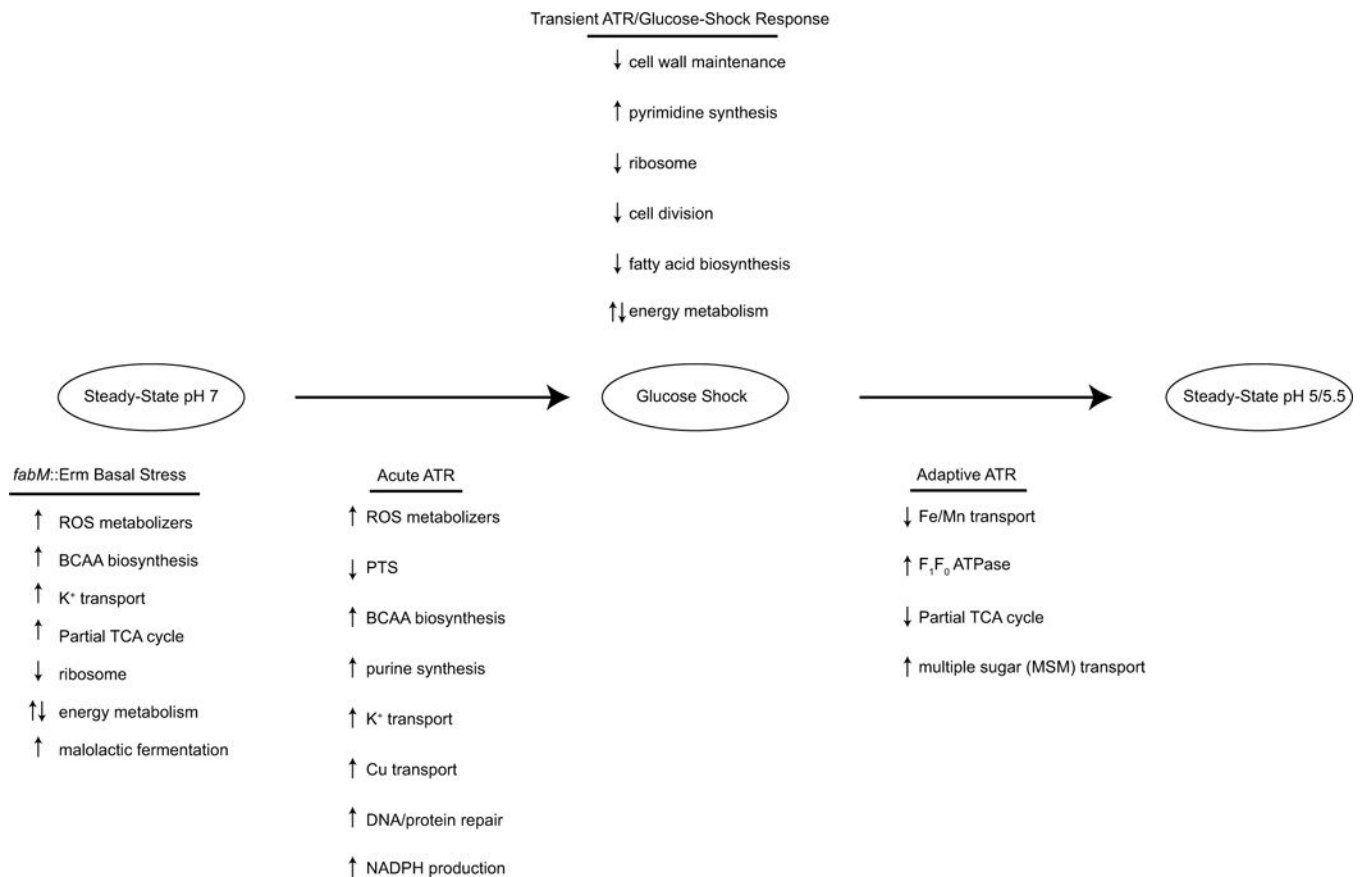 Transient ATR/Glucose-Shock Response
↓ cell wall maintenance
↑ pyrimidine synthesis
↓ ribosome
↓ cell division
↓ fatty acid biosynthesis
↑↓ energy metabolism
Steady-State pH 7
Glucose Shock
Steady-State pH 5/5.5
fabM::Erm Basal Stress
↑ ROS metabolizers
↑ BCAA biosynthesis
↑ K⁺ transport
↑ Partial TCA cycle
↓ ribosome
↑↓ energy metabolism
↑ malolactic fermentation
Acute ATR
↑ ROS metabolizers
↓ PTS
↑ BCAA biosynthesis
↑ purine synthesis
↑ K⁺ transport
↑ Cu transport
↑ DNA/protein repair
↑ NADPH production
Adaptive ATR
↓ Fe/Mn transport
↑ F₁F₀ ATPase
↓ Partial TCA cycle
↑ multiple sugar (MSM) transport